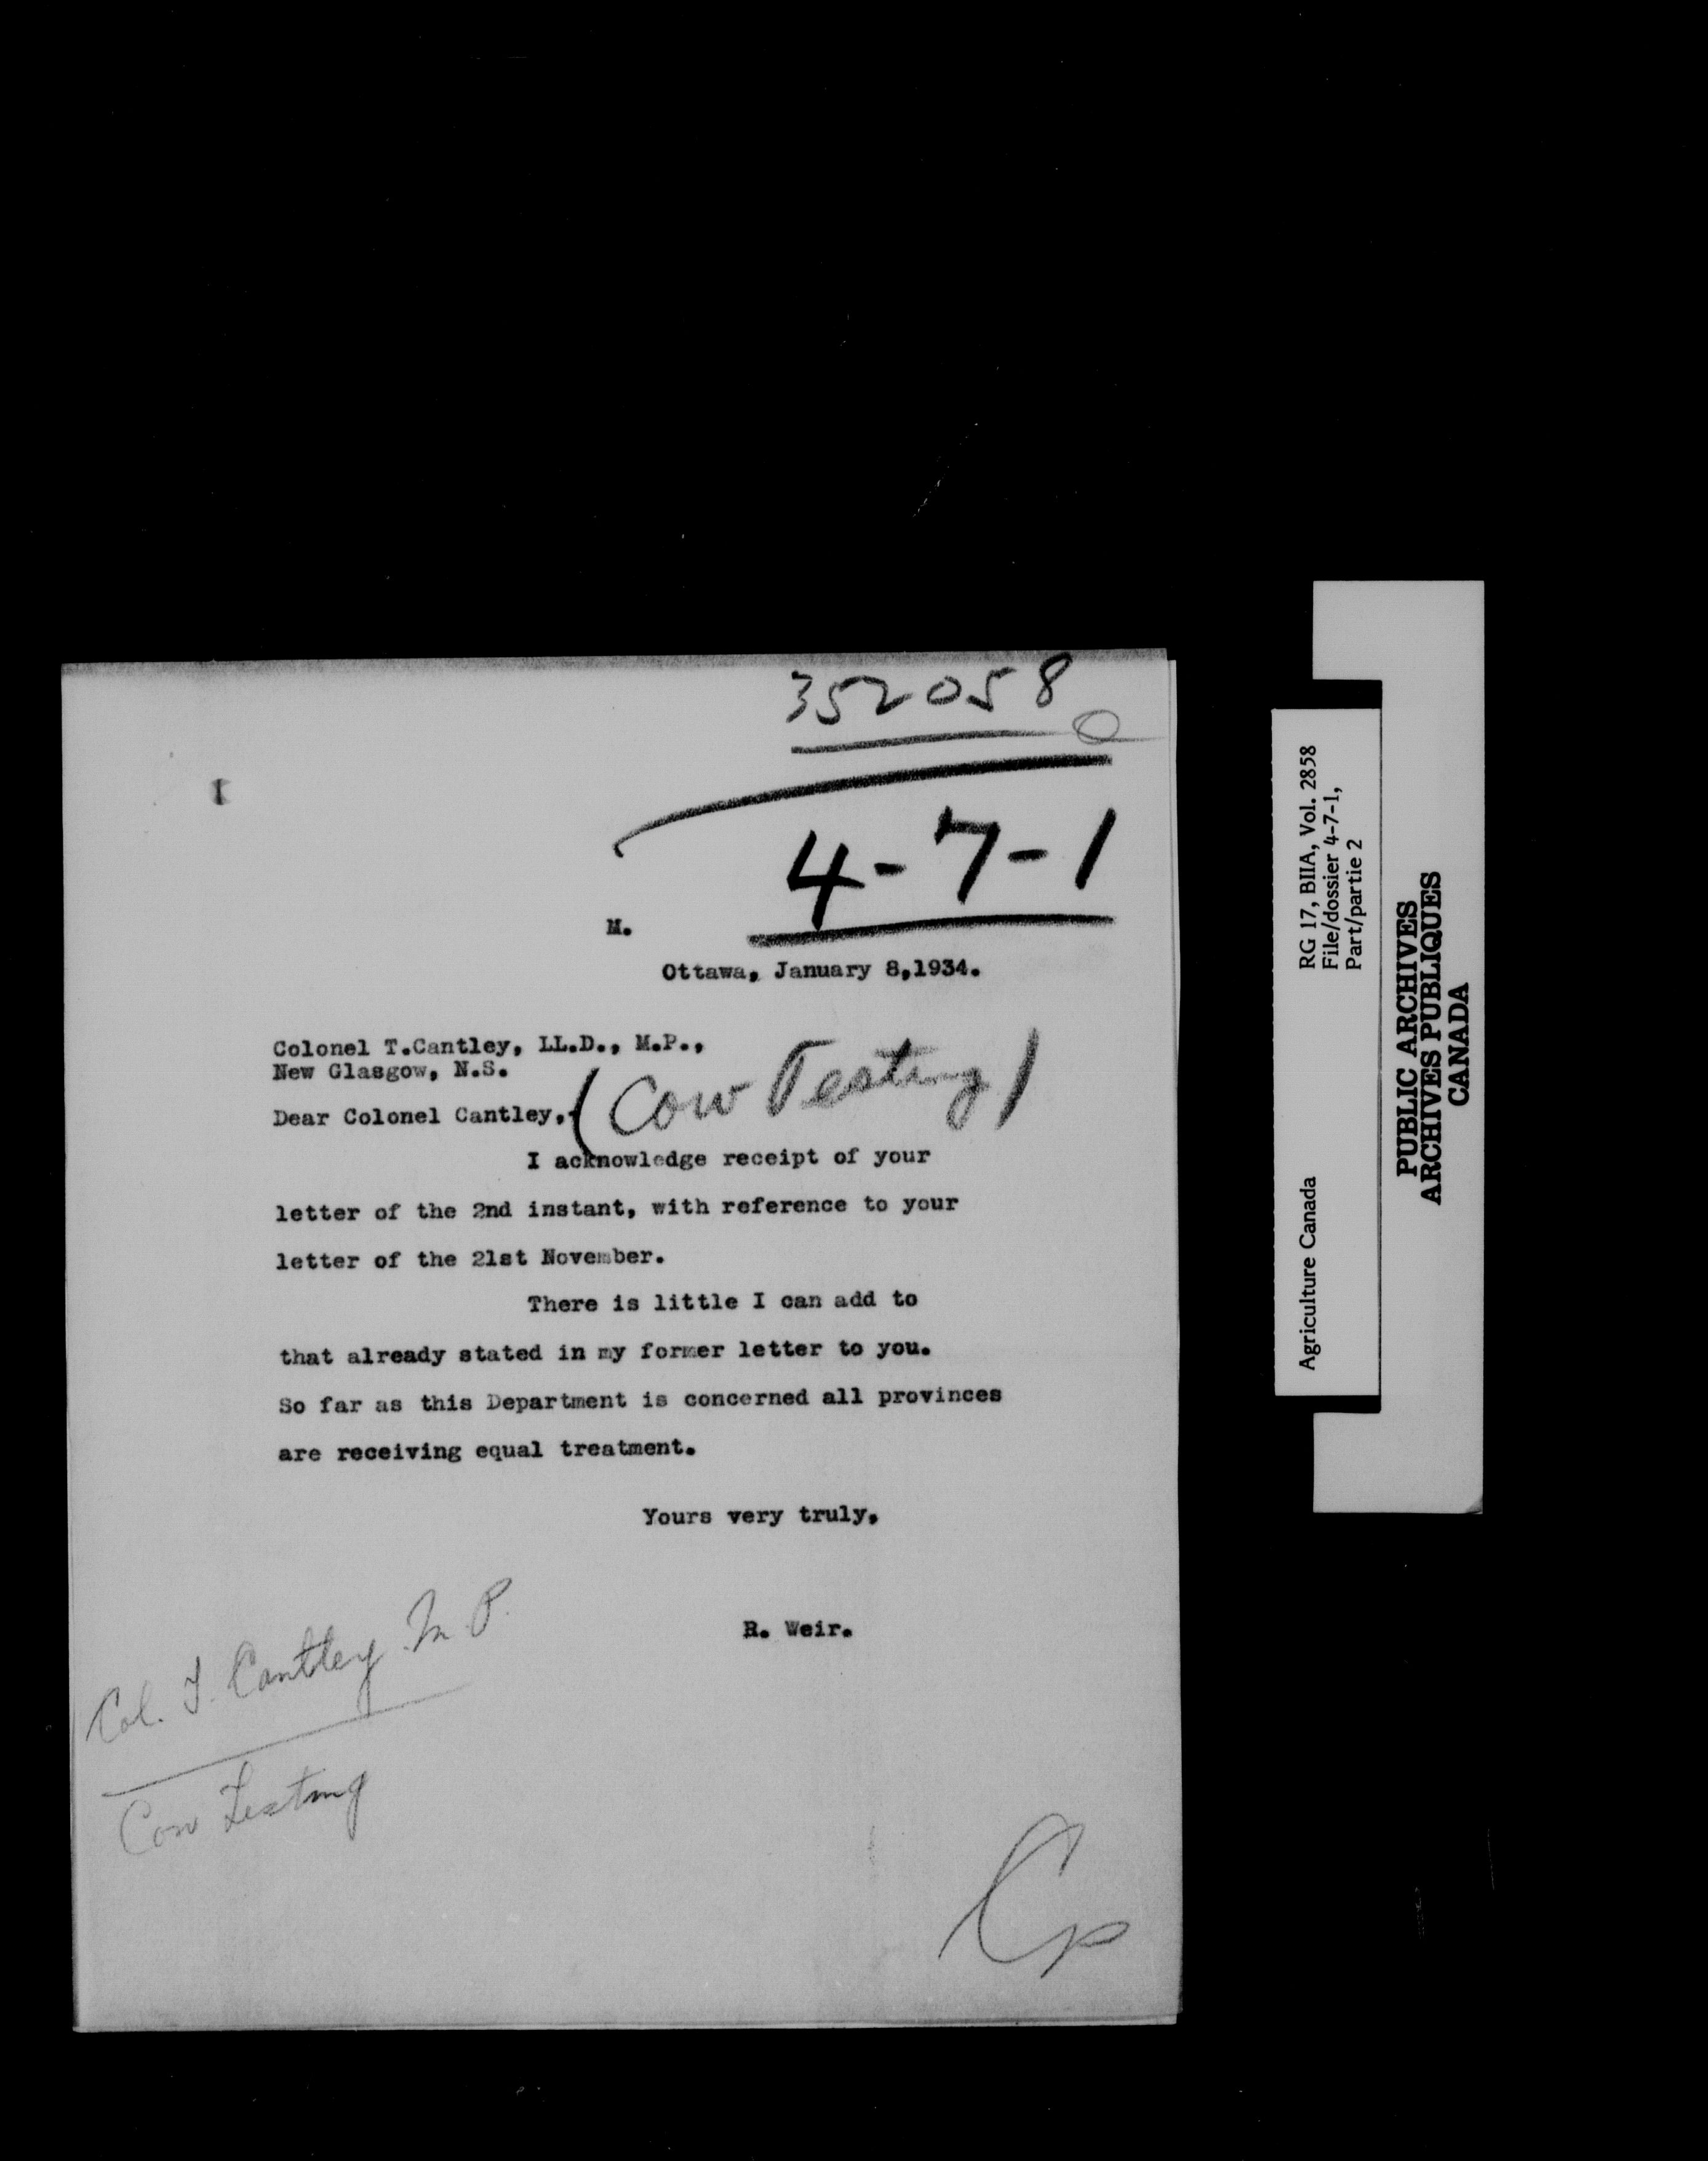 352058
4-7-1
M.
Ottawa, January 8,1934.
Colonel T.Cantley, LL.D., M.P.,
New Glasgow, N.S.
Dear Colonel Cantley,-
(Cow Testing)
I acknowledge receipt of your
letter of the 2nd instant, with reference to your
letter of the 21st November.
There is little I can add to
that already stated in my former letter to you.
So far as this Department is concerned all provinces
are receiving equal treatment.
Yours very truly,
R. Weir.
Col. T. Cantley M.P.
Cow Testing
Agriculture Canada
RG 17, BIIA, Vol. 2858
File/dossier 4-7-1,
Part/partie 2
PUBLIC ARCHIVES
ARCHIVES PUBLIQUES
CANADA